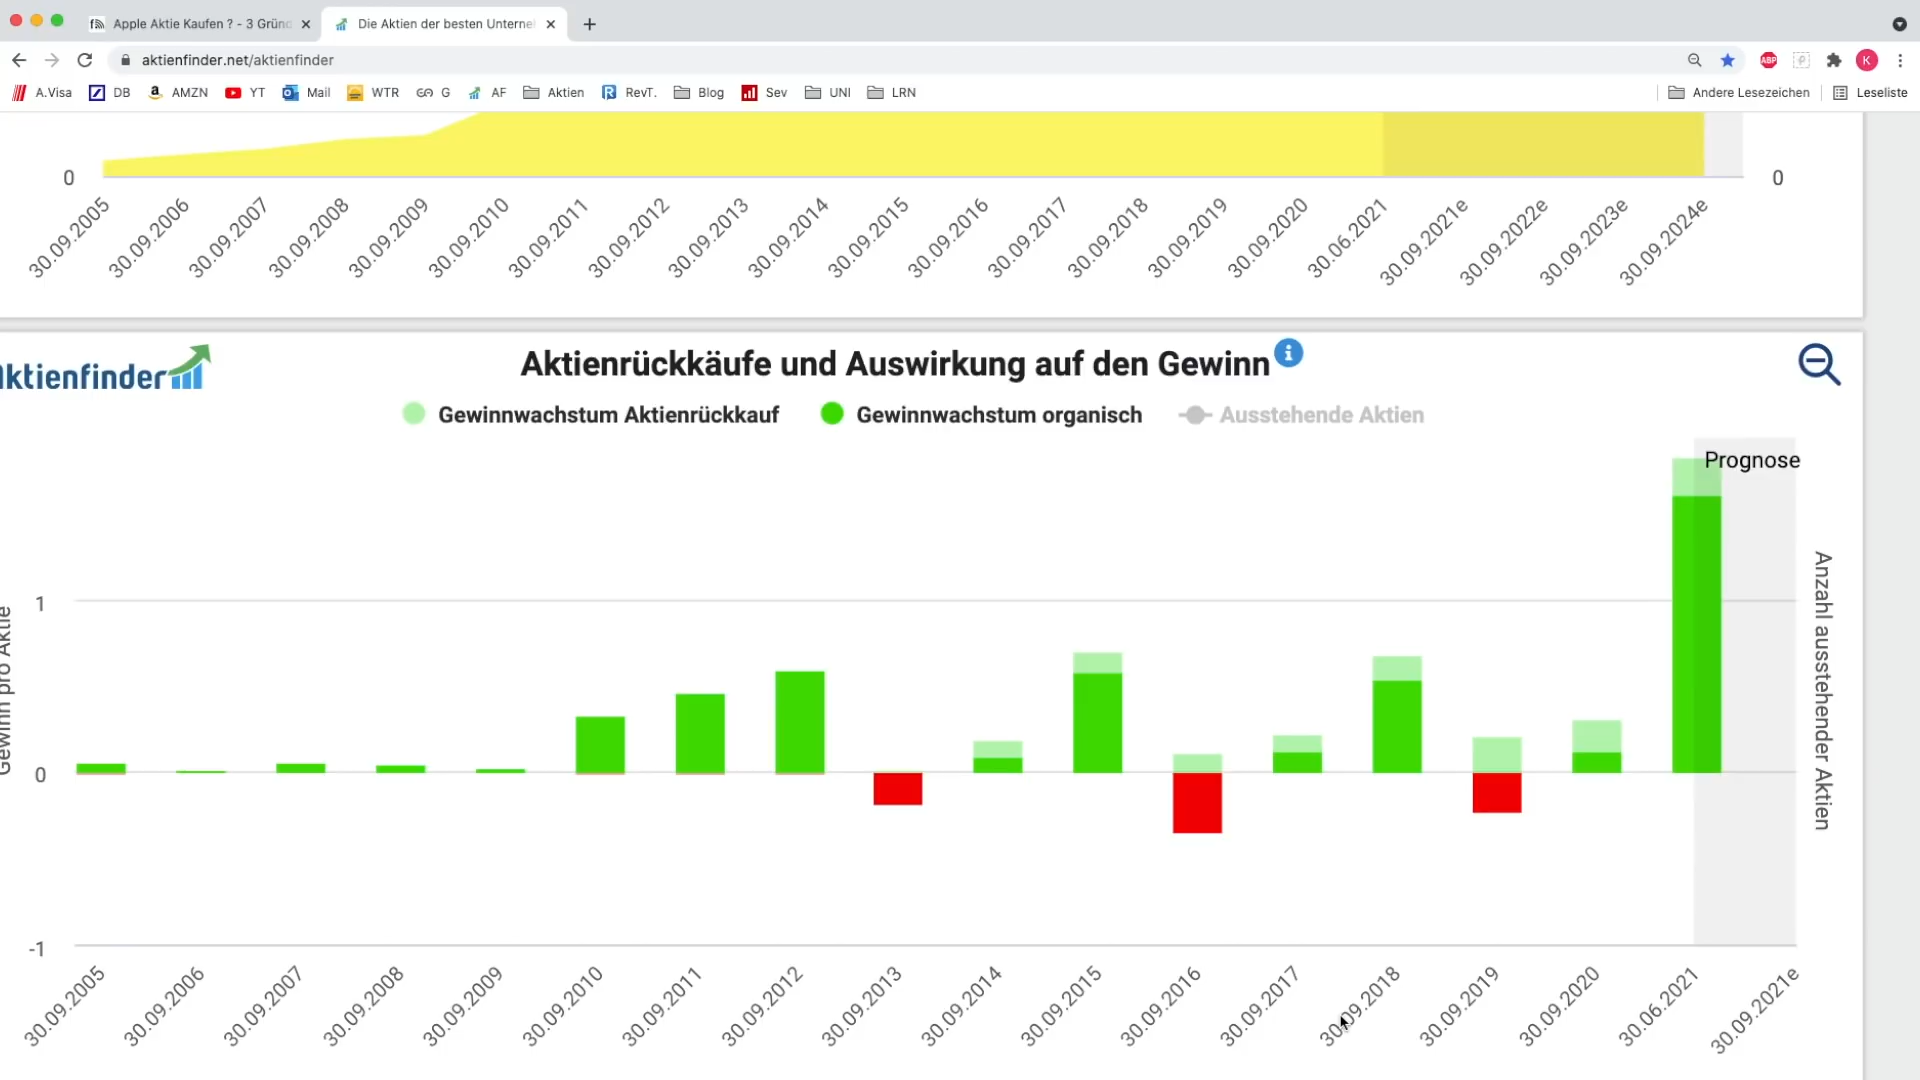 Apple Aktie Kaufen ? - 3 Gründ
Die Aktien der besten Unterneh
aktienfinder.net/aktienfinder
ABP
K
A.Visa
DB
AMZN
YT
Mail
WTR
G
AF
Aktien
RevT.
Blog
Sev
UNI
LRN
Andere Lesezeichen
Leseliste
0
0
30.09.2005
30.09.2006
30.09.2007
30.09.2008
30.09.2009
30.09.2010
30.09.2011
30.09.2012
30.09.2013
30.09.2014
30.09.2015
30.09.2016
30.09.2017
30.09.2018
30.09.2019
30.09.2020
30.06.2021
30.09.2021e
30.09.2022e
30.09.2023e
30.09.2024e
ktienfinder
Aktienrückkäufe und Auswirkung auf den Gewinn
Gewinnwachstum Aktienrückkauf
Gewinnwachstum organisch
Ausstehende Aktien
Prognose
Gewinn pro Aktie
1
0
-1
Anzahl ausstehender Aktien
30.09.2005
30.09.2006
30.09.2007
30.09.2008
30.09.2009
30.09.2010
30.09.2011
30.09.2012
30.09.2013
30.09.2014
30.09.2015
30.09.2016
30.09.2017
30.09.2018
30.09.2019
30.09.2020
30.06.2021
30.09.2021e